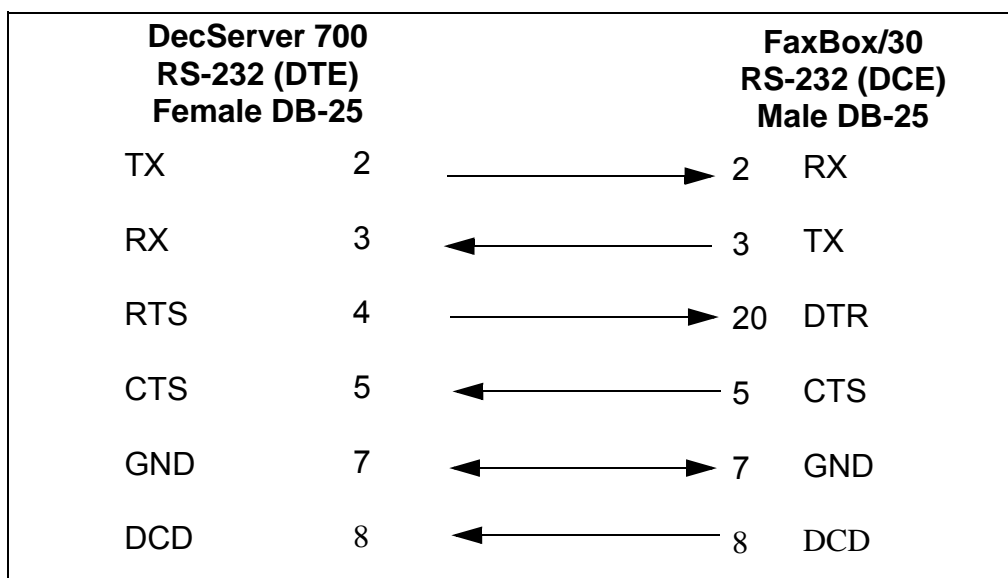 DecServer 700
RS-232 (DTE)
Female DB-25
FaxBox/30
RS-232 (DCE)
Male DB-25
TX 2 2 RX
RX 3 3 TX
RTS 4 20 DTR
CTS 5 5 CTS
GND 7 7 GND
DCD 8 8 DCD